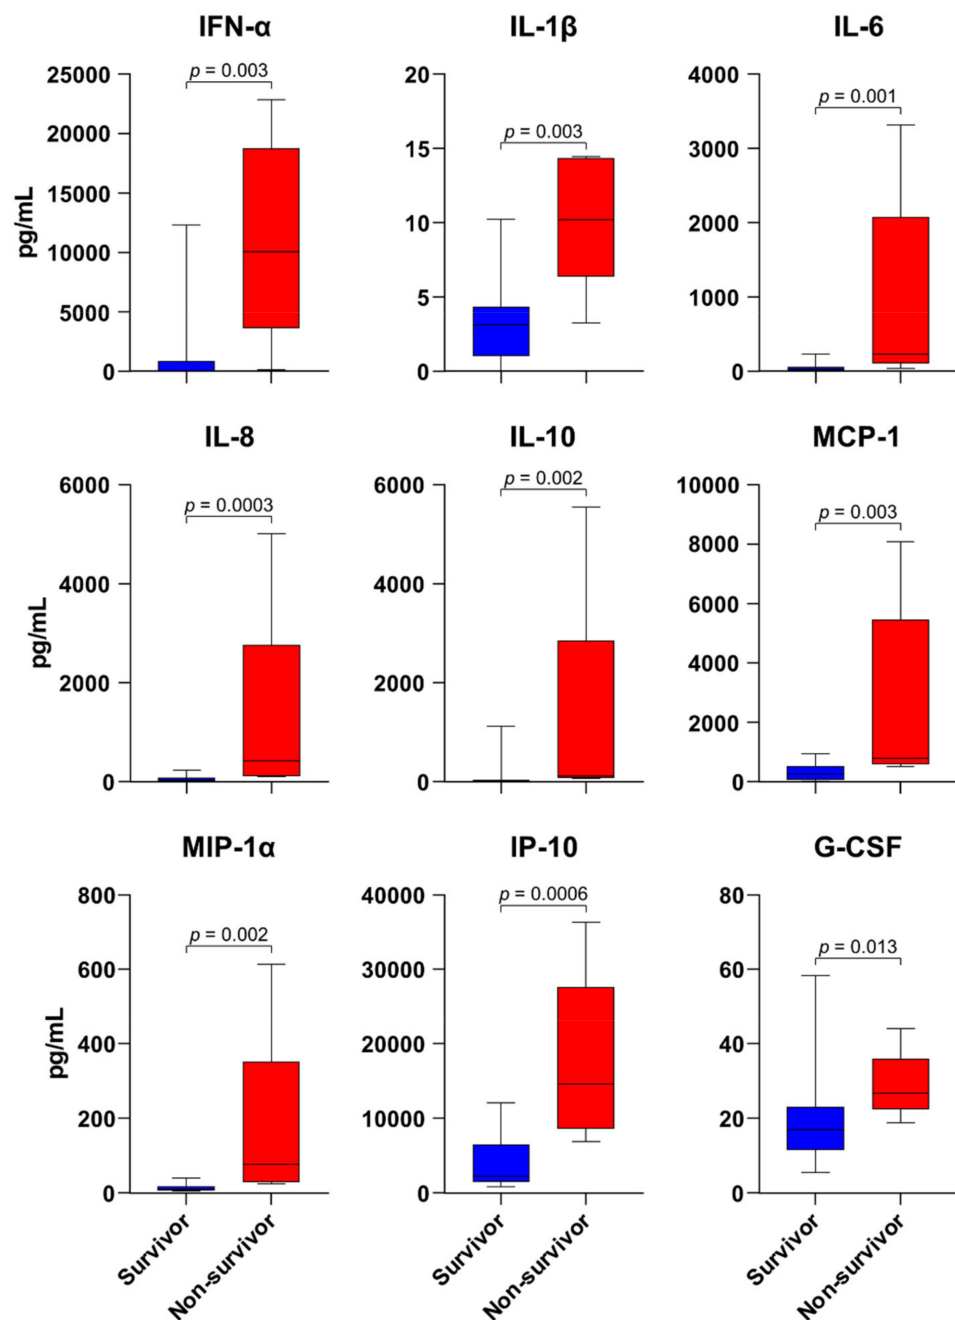 IFN-α IL-1β IL-6
pg/mL
25000
20000
15000
10000
5000
0
p = 0.003
20
15
10
5
0
p = 0.003
4000
3000
2000
1000
0
p = 0.001
IL-8 IL-10 MCP-1
pg/mL
6000
4000
2000
0
p = 0.0003
6000
4000
2000
0
p = 0.002
10000
8000
6000
4000
2000
0
p = 0.003
MIP-1α IP-10 G-CSF
pg/mL
800
600
400
200
0
p = 0.002
40000
30000
20000
10000
0
p = 0.0006
80
60
40
20
0
p = 0.013
Survivor
Non-survivor
Survivor
Non-survivor
Survivor
Non-survivor